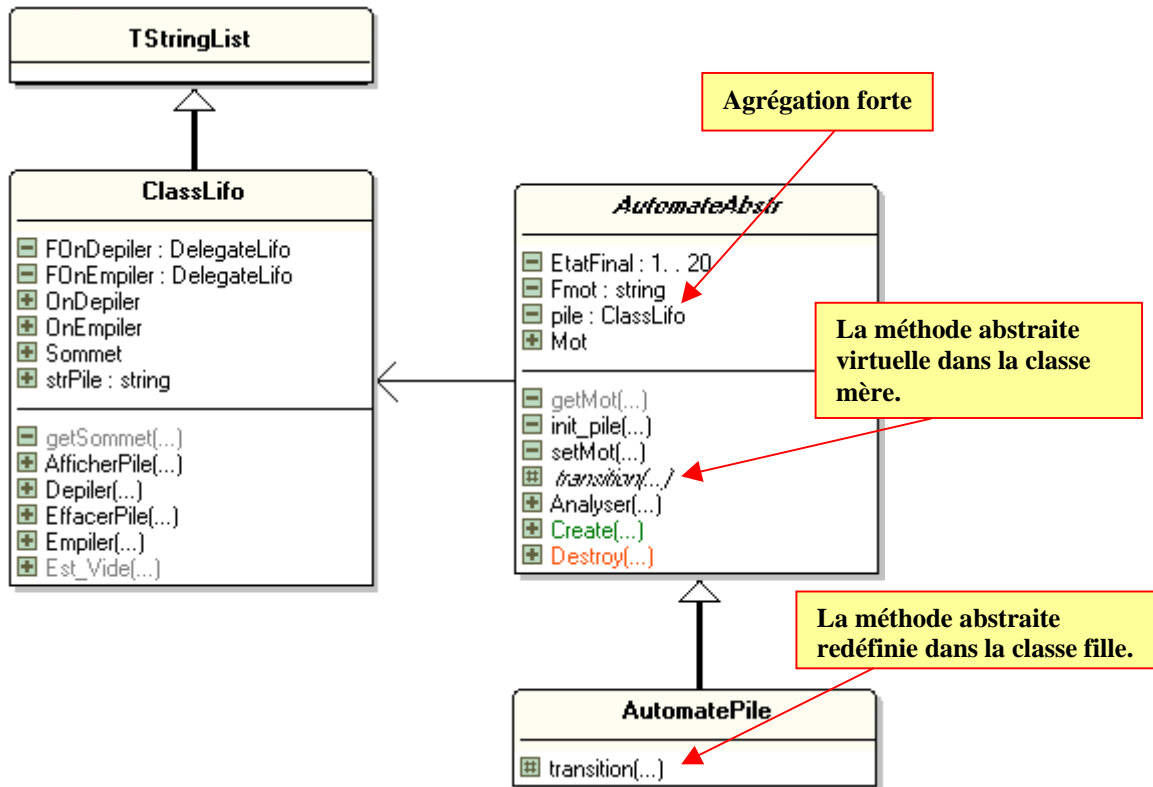 TStringList
Agrégation forte
ClassLifo
FOnDepiler : DelegateLifo
FOnEmpiler : DelegateLifo
OnDepiler
OnEmpiler
Sommet
strPile : string
getSommet(...)
AfficherPile(...)
Depiler(...)
EffacerPile(...)
Empiler(...)
Est_Vide(...)
AutomateAbstr
EtatFinal : 1. . 20
Fmot : string
pile : ClassLifo
Mot
getMot(...)
init_pile(...)
setMot(...)
transition(...)
Analyser(...)
Create(...)
Destroy(...)
La méthode abstraite
virtuelle dans la classe
mère.
La méthode abstraite
redéfinie dans la classe fille.
AutomatePile
transition(...)